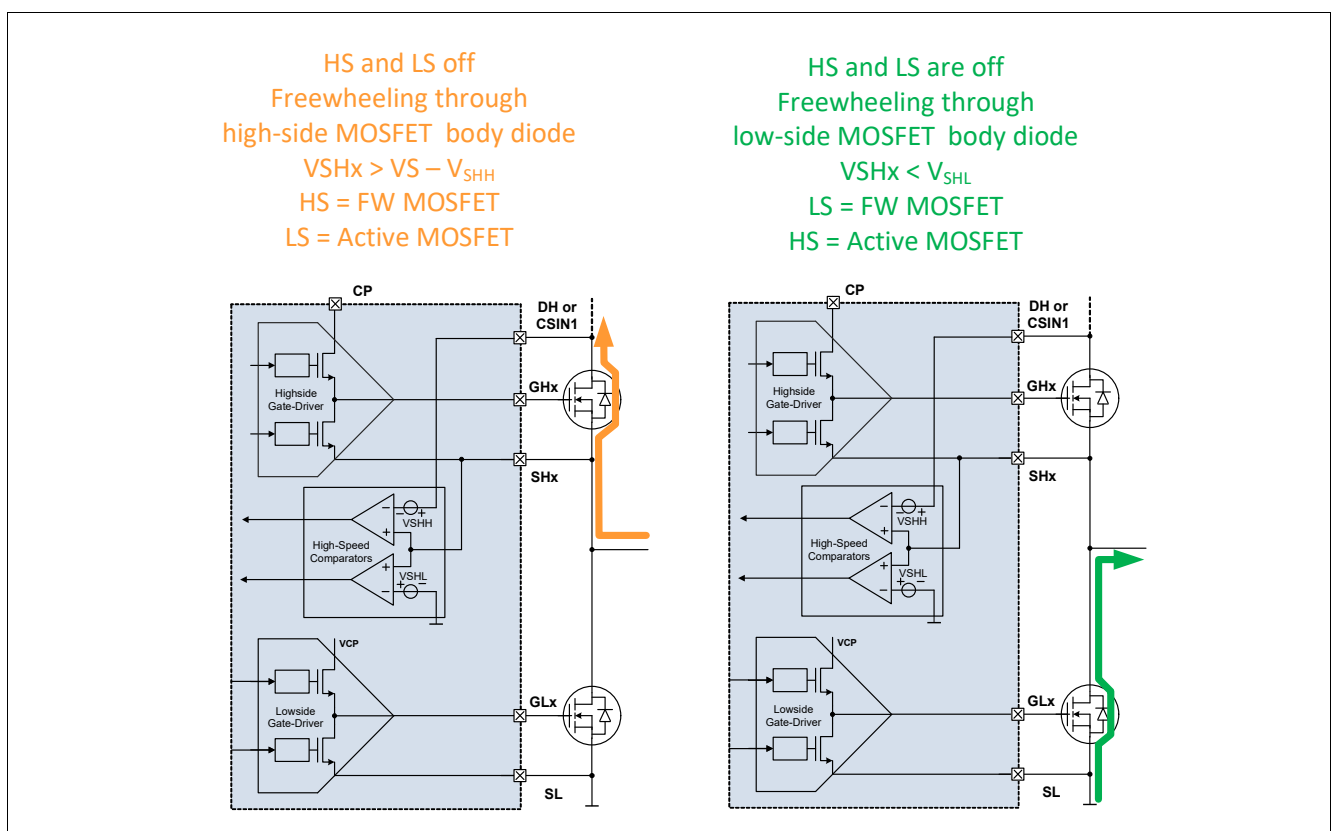 HS and LS off
Freewheeling through
high-side MOSFET body diode
VSHx > VS – VSHH
HS = FW MOSFET
LS = Active MOSFET
HS and LS are off
Freewheeling through
low-side MOSFET body diode
VSHx < VSHL
LS = FW MOSFET
HS = Active MOSFET
CP
DH or
CSIN1
Highside
Gate-Driver
GHx
SHx
−
− +
VSHH
+
High-Speed
Comparators
+
VSHL
+ −
−
VCP
Lowside
Gate-Driver
GLx
SL
CP
DH or
CSIN1
Highside
Gate-Driver
GHx
SHx
−
− +
VSHH
+
High-Speed
Comparators
+
VSHL
+ −
−
VCP
Lowside
Gate-Driver
GLx
SL